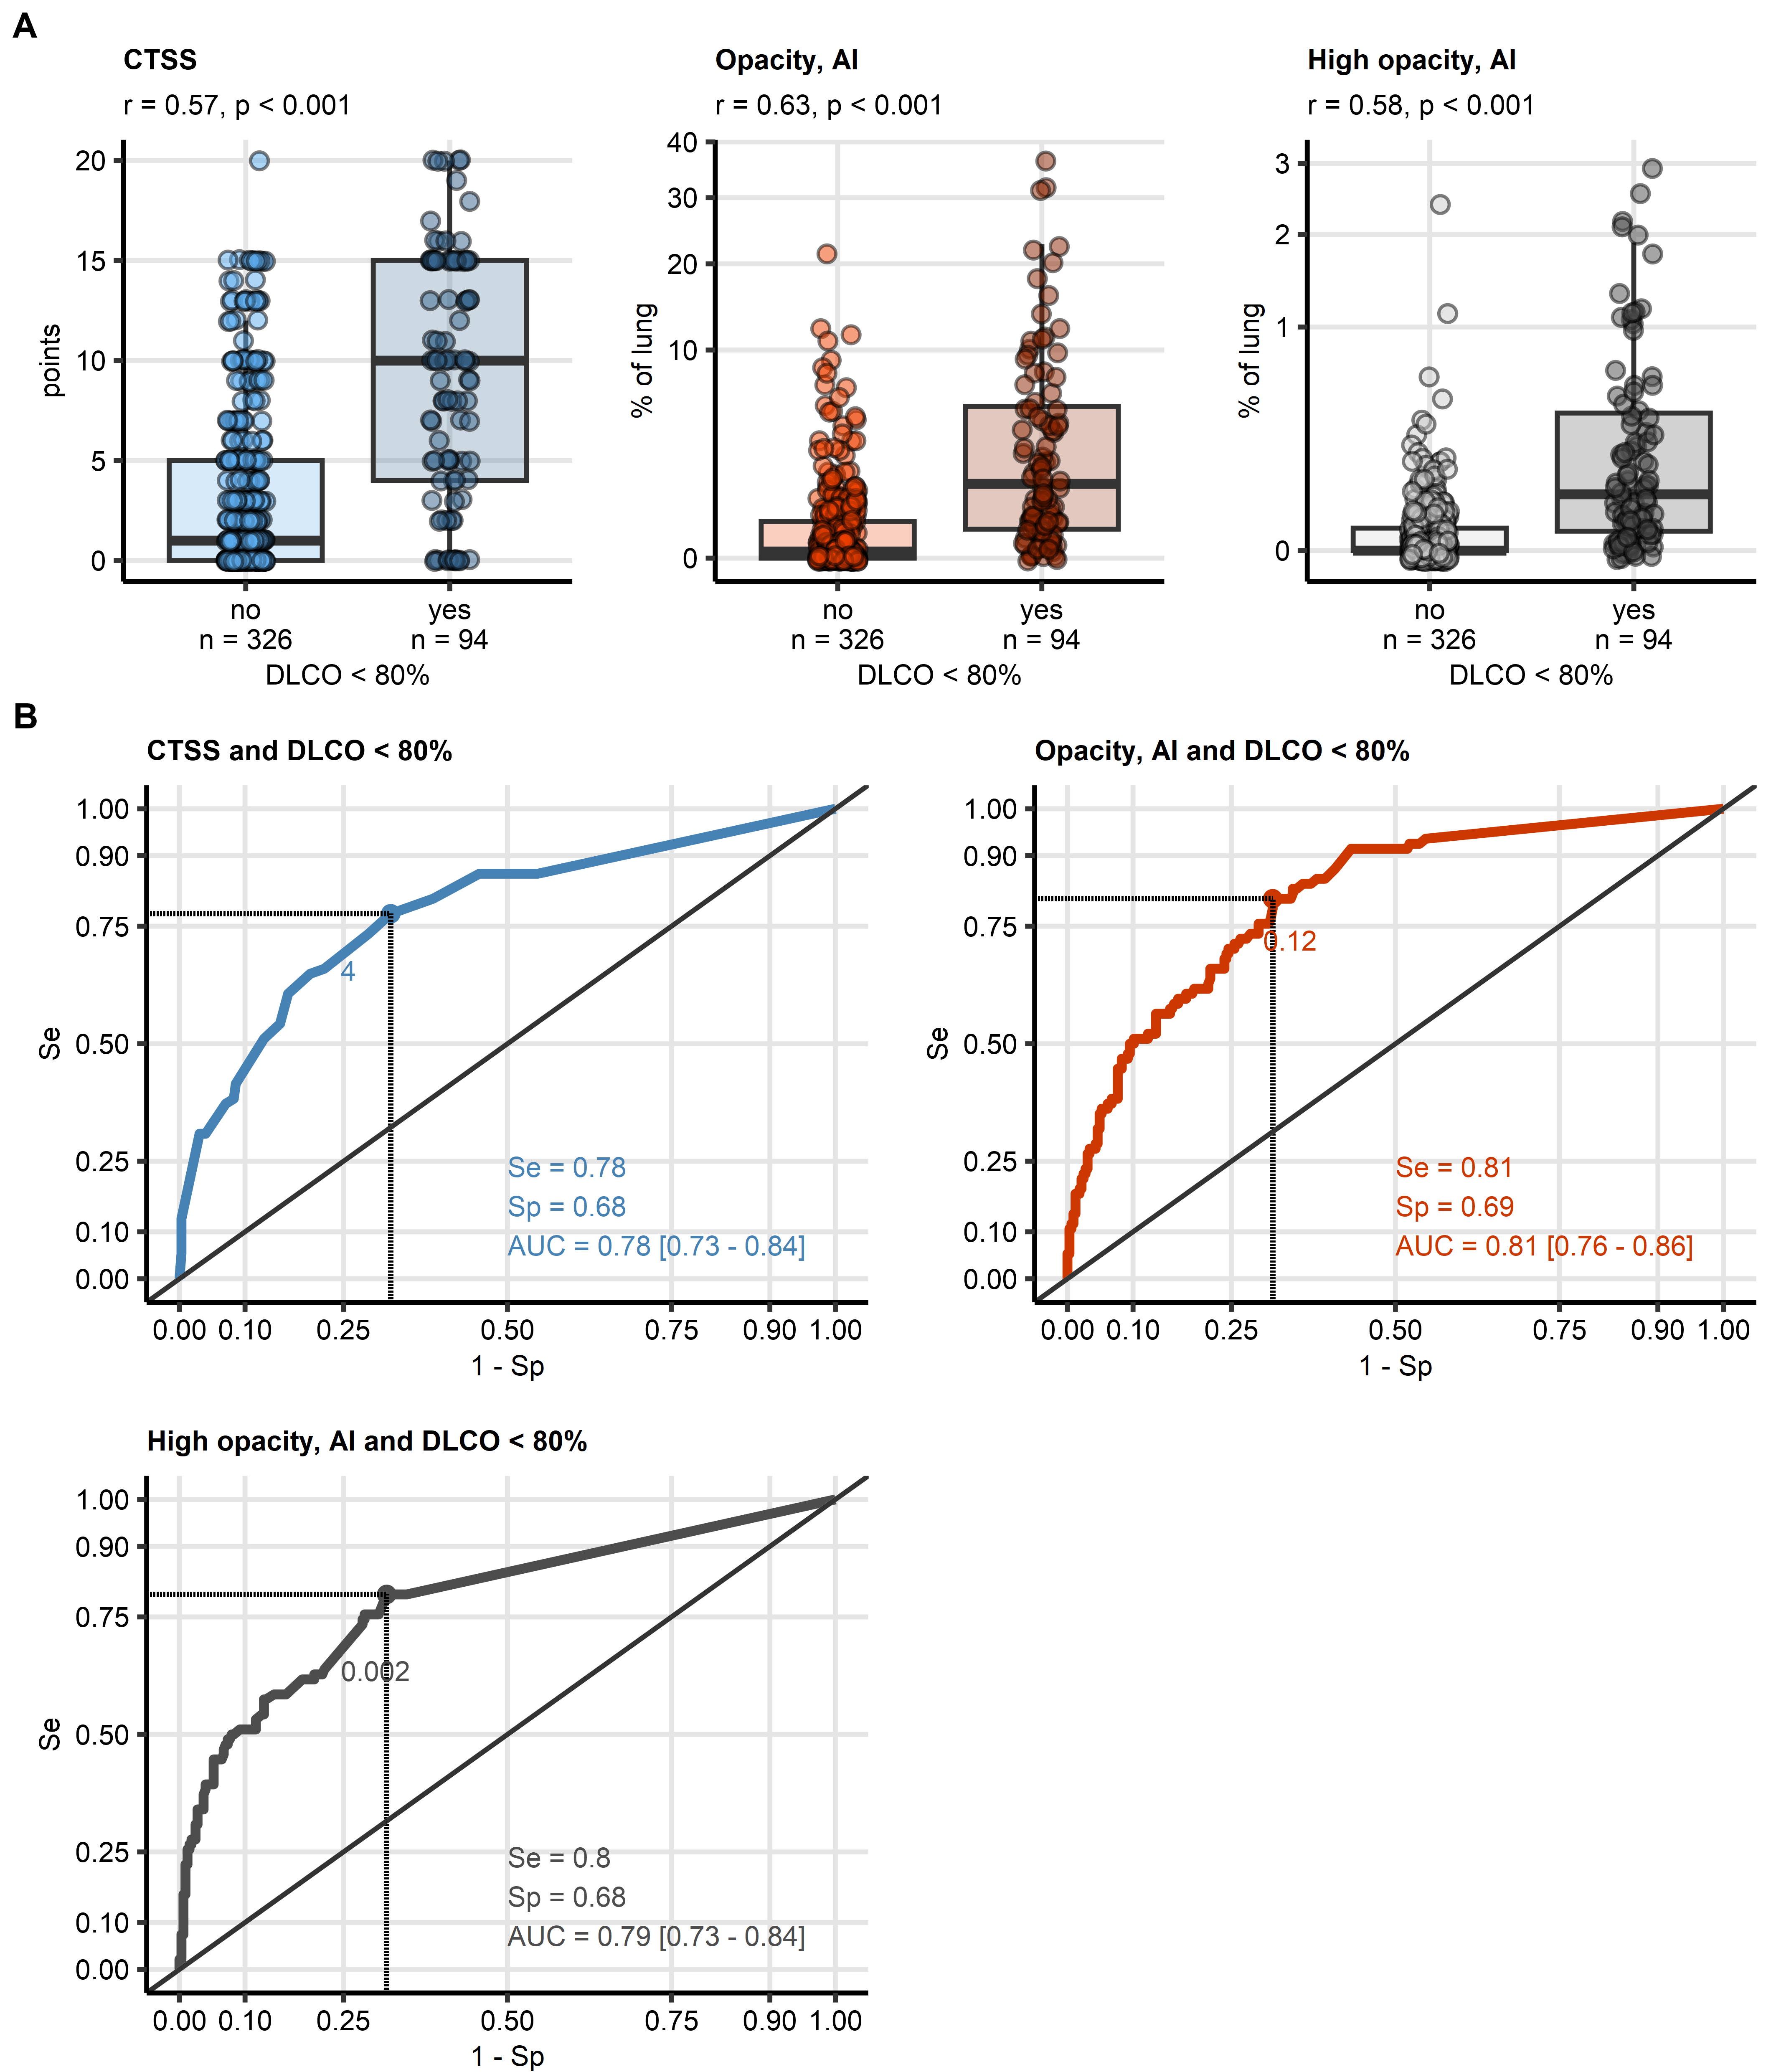 A
CTSS
r = 0.57, p < 0.001
20
15
10
5
0
points
no
n = 326
yes
n = 94
DLCO < 80%
Opacity, AI
r = 0.63, p < 0.001
40
30
20
10
0
% of lung
no
n = 326
yes
n = 94
DLCO < 80%
High opacity, AI
r = 0.58, p < 0.001
3
2
1
0
% of lung
no
n = 326
yes
n = 94
DLCO < 80%
B
CTSS and DLCO < 80%
1.00
0.90
0.75
0.50
0.25
0.10
0.00
Se
4
Se = 0.78
Sp = 0.68
AUC = 0.78 [0.73 - 0.84]
0.00 0.10 0.25 0.50 0.75 0.90 1.00
1 - Sp
Opacity, AI and DLCO < 80%
1.00
0.90
0.75
0.50
0.25
0.10
0.00
Se
0.12
Se = 0.81
Sp = 0.69
AUC = 0.81 [0.76 - 0.86]
0.00 0.10 0.25 0.50 0.75 0.90 1.00
1 - Sp
High opacity, AI and DLCO < 80%
1.00
0.90
0.75
0.50
0.25
0.10
0.00
Se
0.002
Se = 0.8
Sp = 0.68
AUC = 0.79 [0.73 - 0.84]
0.00 0.10 0.25 0.50 0.75 0.90 1.00
1 - Sp